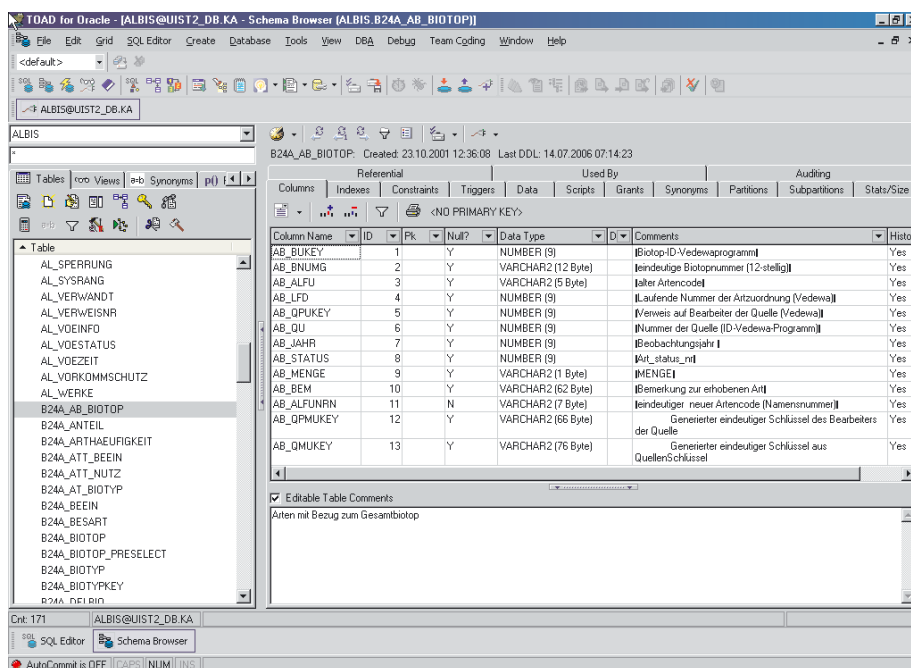 TOAD for Oracle - [ALBIS@UIST2_DB.KA - Schema Browser (ALBIS.B24A_AB_BIOTOP)]
File Edit Grid SQL Editor Create Database Tools View DBA Debug Team Coding Window Help
<default>
ALBIS@UIST2_DB.KA
ALBIS
*
B24A_AB_BIOTOP: Created: 23.10.2001 12:36:08 Last DDL: 14.07.2006 07:14:23
Tables Views Synonyms p()
Referential Used By Auditing
Columns Indexes Constraints Triggers Data Scripts Grants Synonyms Partitions Subpartitions Stats/Size
<NO PRIMARY KEY>
Table
AL_SPERRUNG
AL_SYSRANG
AL_VERWANDT
AL_VERWEISNR
AL_VOEINFO
AL_VOESTATUS
AL_VOEZEIT
AL_VORKOMMSCHUTZ
AL_WERKE
B24A_AB_BIOTOP
B24A_ANTEIL
B24A_ARTHAEUFIGKEIT
B24A_ATT_BEEIN
B24A_ATT_NUTZ
B24A_AT_BIOTYP
B24A_BEEIN
B24A_BESART
B24A_BIOTOP
B24A_BIOTOP_PRESELECT
B24A_BIOTYP
B24A_BIOTYPKEY
Column Name ID Pk Null? Data Type D Comments Histo
AB_BUKEY 1 Y NUMBER (9) |Biotop-ID-Vedewaprogramm| Yes
AB_BNUMG 2 Y VARCHAR2 (12 Byte) |eindeutige Biotopnummer (12-stellig)| Yes
AB_ALFU 3 Y VARCHAR2 (5 Byte) |alter Artencode| Yes
AB_LFD 4 Y NUMBER (9) |Laufende Nummer der Artzuordnung (Vedewa)| Yes
AB_QPUKEY 5 Y NUMBER (9) |Verweis auf Bearbeiter der Quelle (Vedewa)| Yes
AB_QU 6 Y NUMBER (9) |Nummer der Quelle (ID-Vedewa-Programm)| Yes
AB_JAHR 7 Y NUMBER (9) |Beobachtungsjahr | Yes
AB_STATUS 8 Y NUMBER (9) |Art_status_nr| Yes
AB_MENGE 9 Y VARCHAR2 (1 Byte) |MENGE| Yes
AB_BEM 10 Y VARCHAR2 (62 Byte) |Bemerkung zur erhobenen Art| Yes
AB_ALFUNRN 11 N VARCHAR2 (7 Byte) |eindeutiger neuer Artencode (Namensnummer)| Yes
AB_QPMUKEY 12 Y VARCHAR2 (66 Byte) Generierter eindeutiger Schlüssel des Bearbeiters Yes
der Quelle
AB_QMUKEY 13 Y VARCHAR2 (76 Byte) Generierter eindeutiger Schlüssel aus Yes
QuellenSchlüssel
Editable Table Comments
Arten mit Bezug zum Gesamtbiotop
Cnt: 171 ALBIS@UIST2_DB.KA
SQL Editor Schema Browser
AutoCommit is OFF CAPS NUM INS